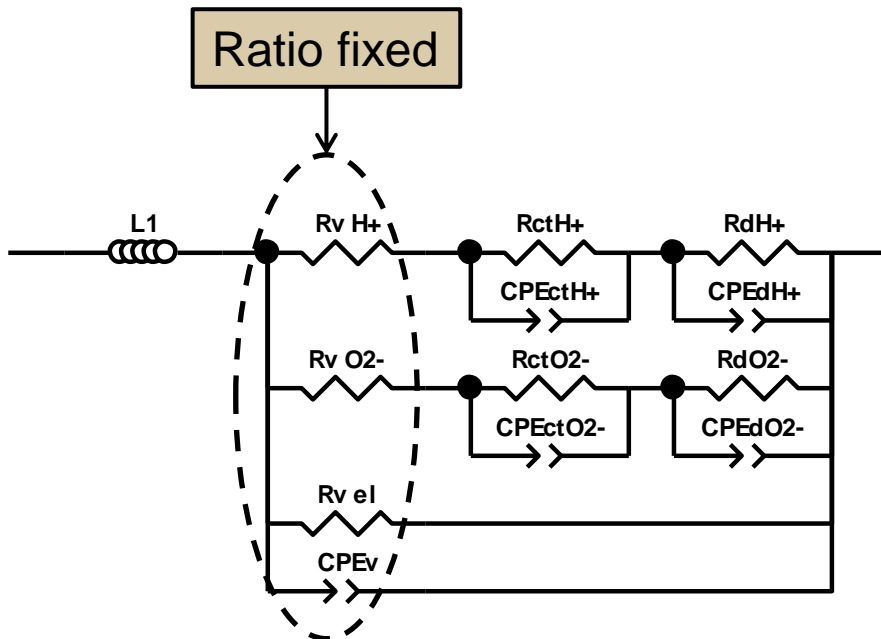 Ratio fixed
L1
Rv H+
RctH+
RdH+
CPEctH+
CPEdH+
Rv O2-
RctO2-
RdO2-
CPEctO2-
CPEdO2-
Rv el
CPEv